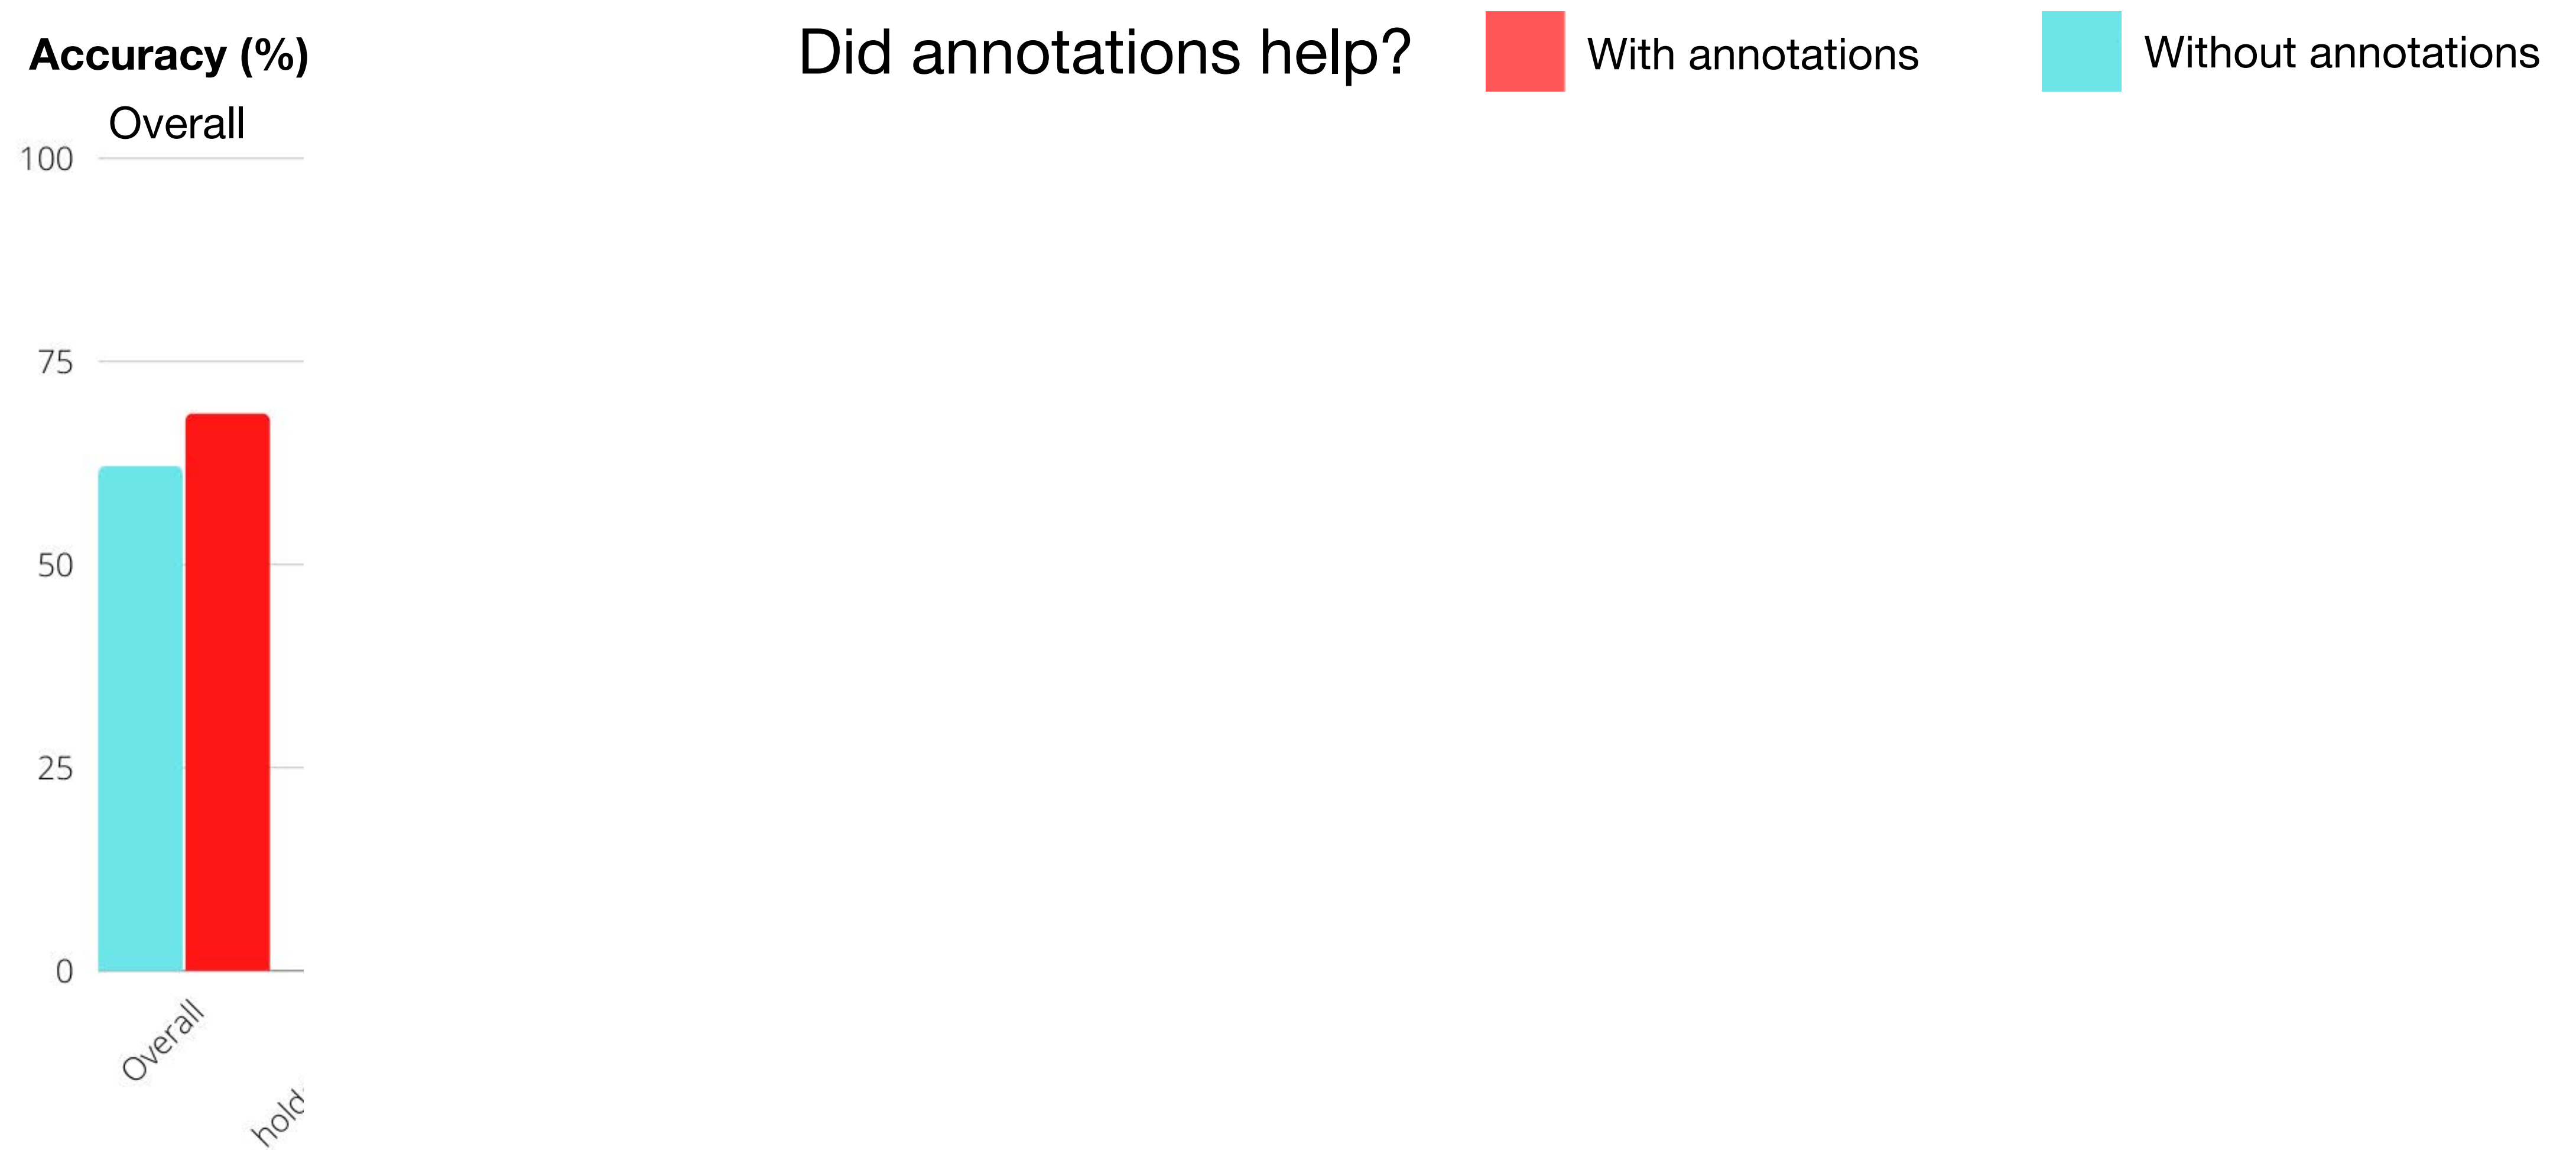 Accuracy (%)
Did annotations help?
With annotations
Without annotations
Overall
100
75
50
25
0
Overall
hold